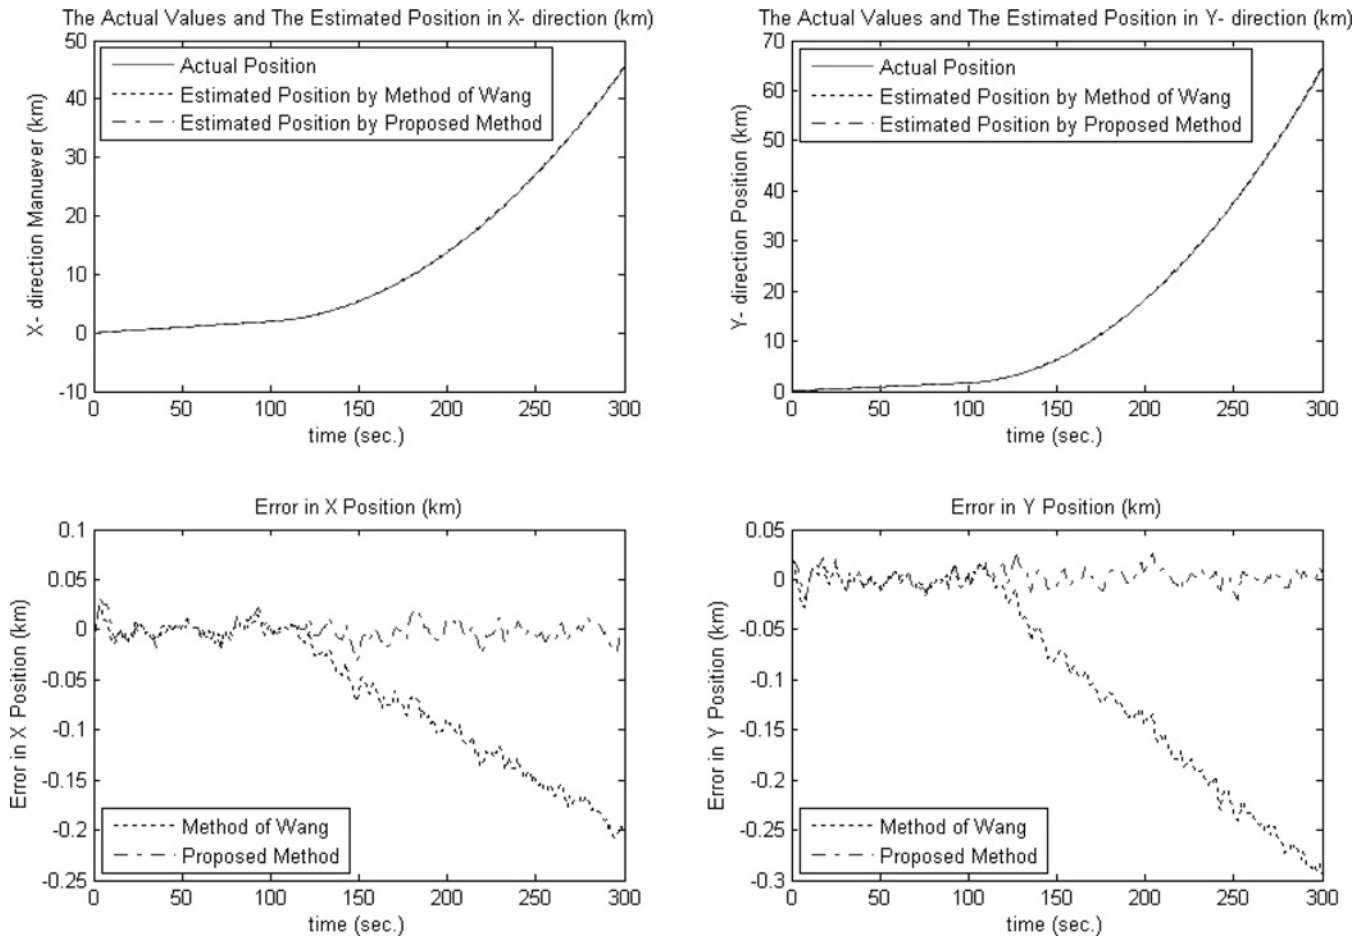 The Actual Values and The Estimated Position in X- direction (km)
50
40
30
20
10
0
-10
X- direction Manuever (km)
Actual Position
Estimated Position by Method of Wang
Estimated Position by Proposed Method
0 50 100 150 200 250 300
time (sec.)
The Actual Values and The Estimated Position in Y- direction (km)
70
60
50
40
30
20
10
0
Y- direction Position (km)
Actual Position
Estimated Position by Method of Wang
Estimated Position by Proposed Method
0 50 100 150 200 250 300
time (sec.)
Error in X Position (km)
0.1
0.05
0
-0.05
-0.1
-0.15
-0.2
-0.25
Error in X Position (km)
Method of Wang
Proposed Method
0 50 100 150 200 250 300
time (sec.)
Error in Y Position (km)
0.05
0
-0.05
-0.1
-0.15
-0.2
-0.25
-0.3
Error in Y Position (km)
Method of Wang
Proposed Method
0 50 100 150 200 250 300
time (sec.)